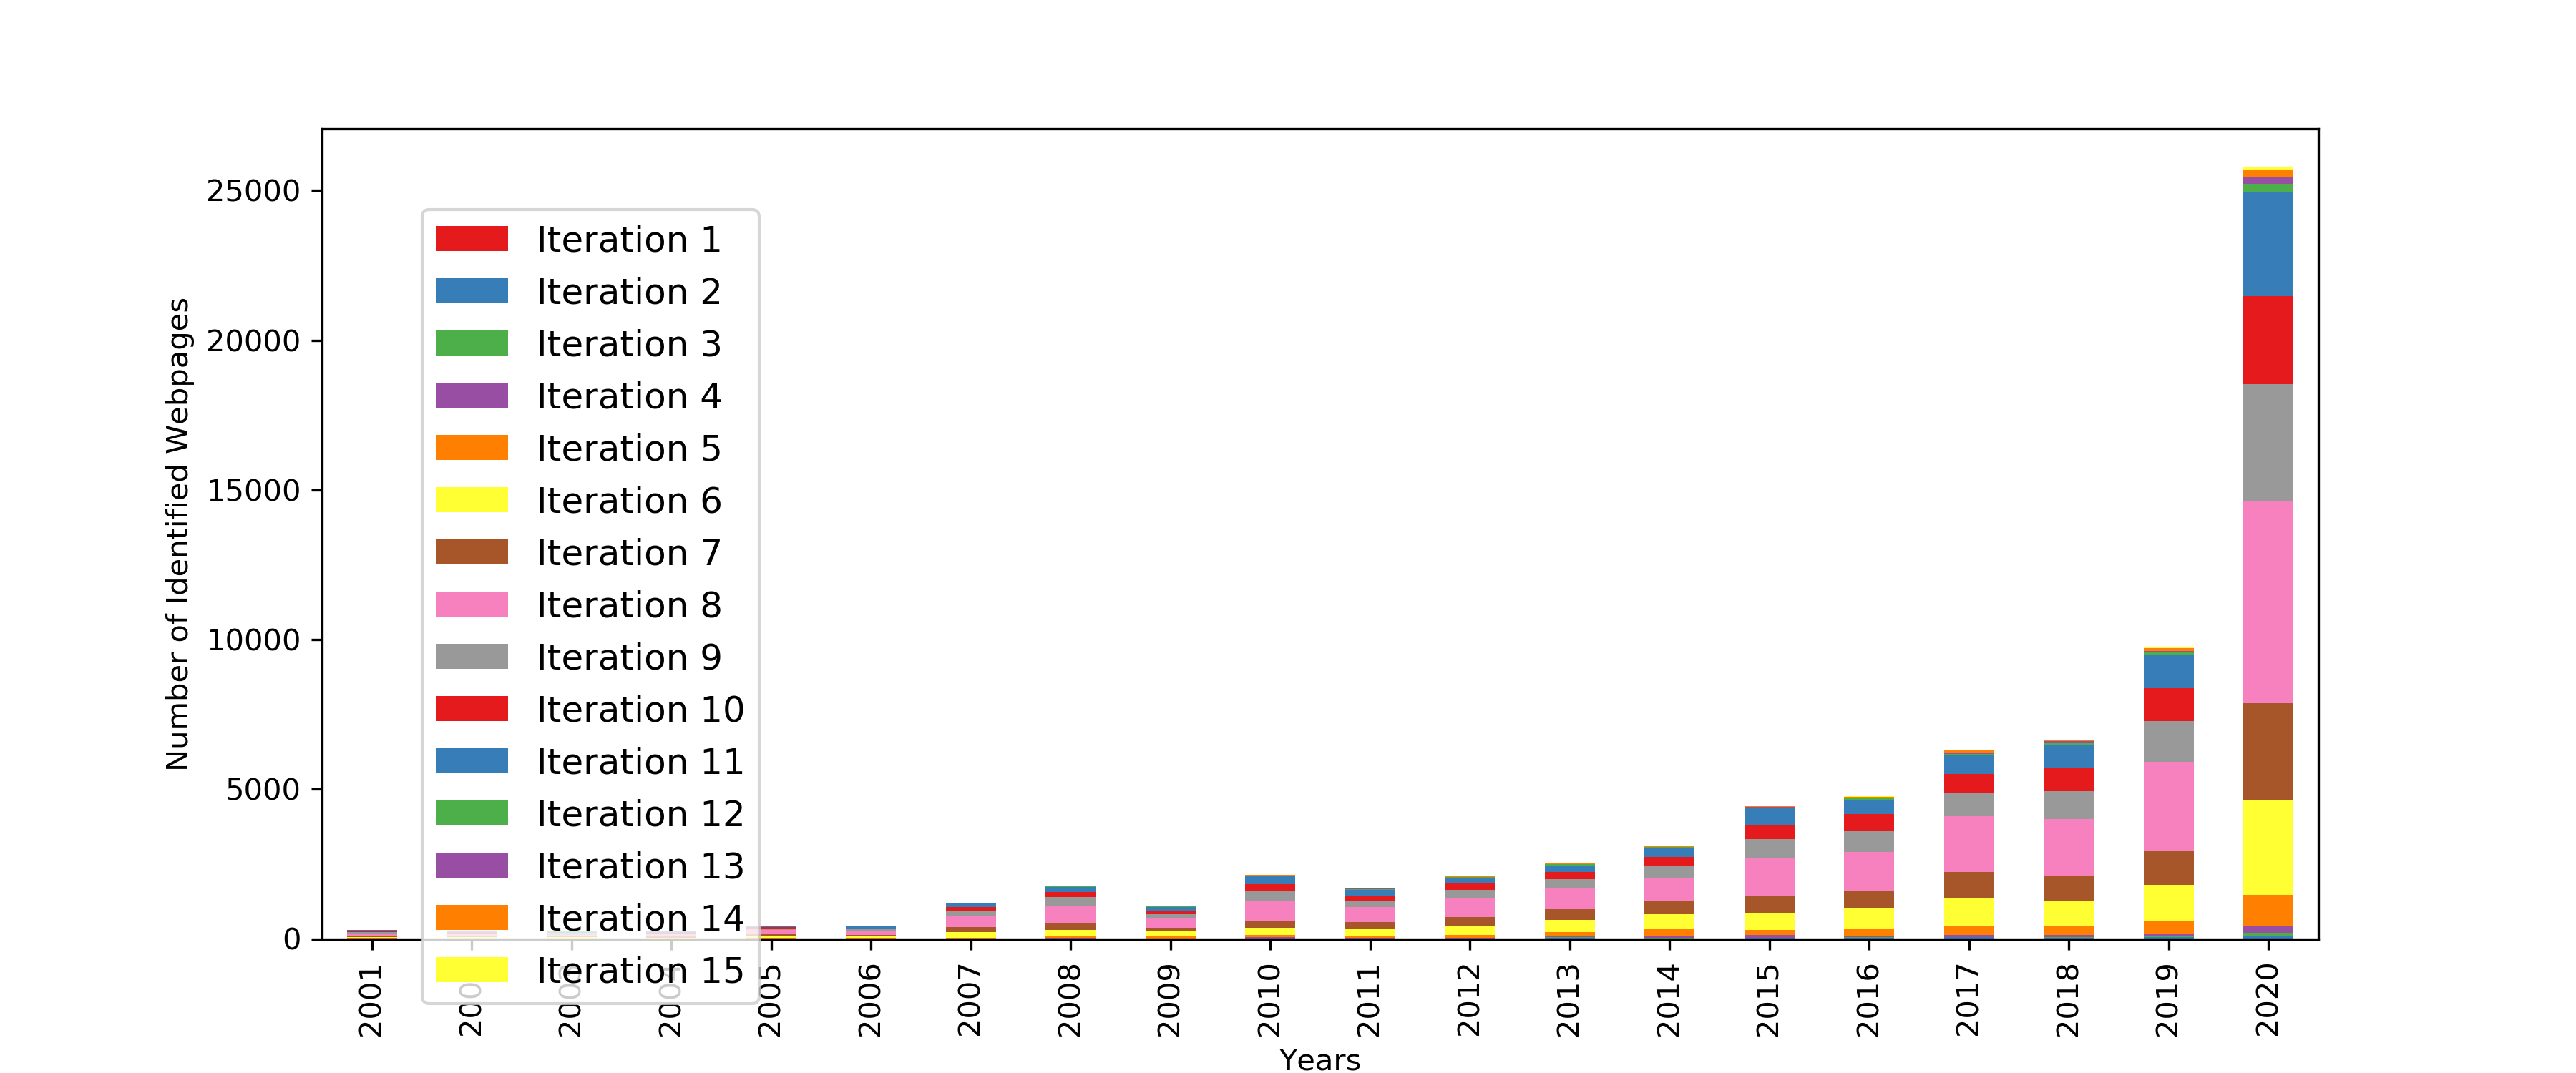 25000
20000
15000
10000
5000
0
Number of Identified Webpages
Iteration 1
Iteration 2
Iteration 3
Iteration 4
Iteration 5
Iteration 6
Iteration 7
Iteration 8
Iteration 9
Iteration 10
Iteration 11
Iteration 12
Iteration 13
Iteration 14
Iteration 15
2001
2005
2006
2007
2008
2009
2010
2011
2012
2013
2014
2015
2016
2017
2018
2019
2020
Years